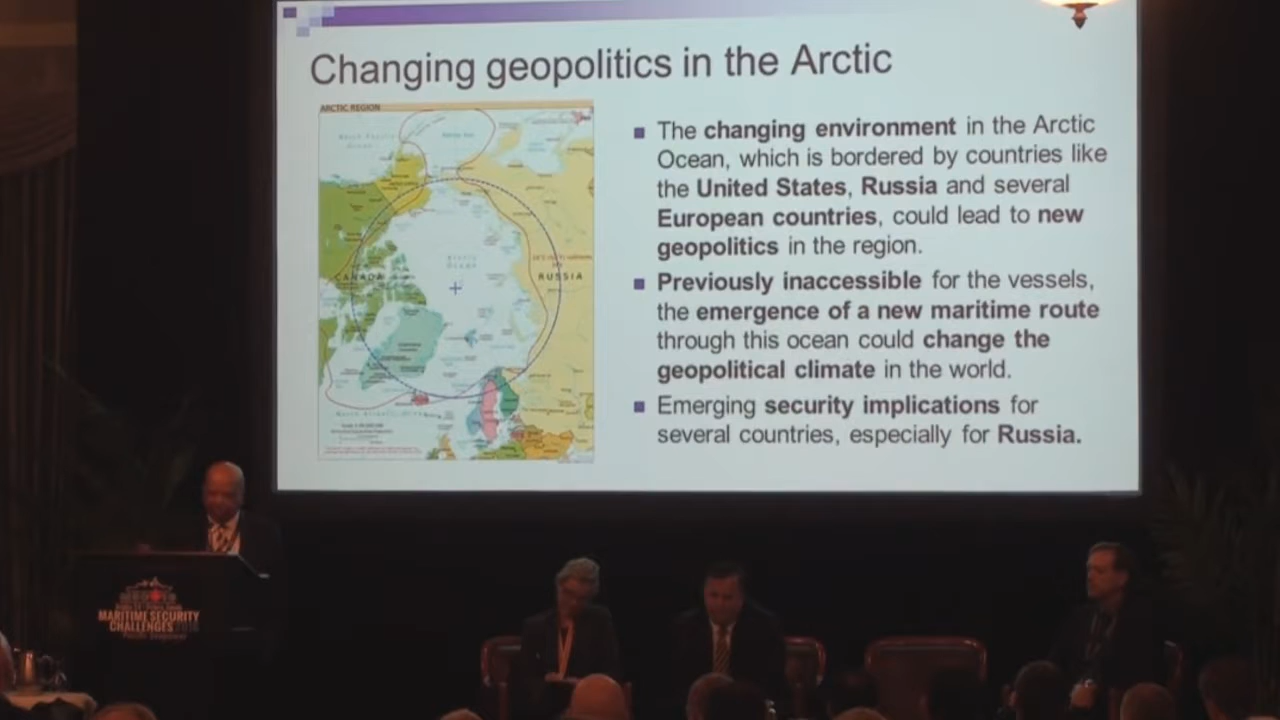 Changing geopolitics in the Arctic
ARCTIC REGION
CANADA
RUSSIA
The changing environment in the Arctic
Ocean, which is bordered by countries like
the United States, Russia and several
European countries, could lead to new
geopolitics in the region.
Previously inaccessible for the vessels,
the emergence of a new maritime route
through this ocean could change the
geopolitical climate in the world.
Emerging security implications for
several countries, especially for Russia.
MARITIME SECURITY
CHALLENGES